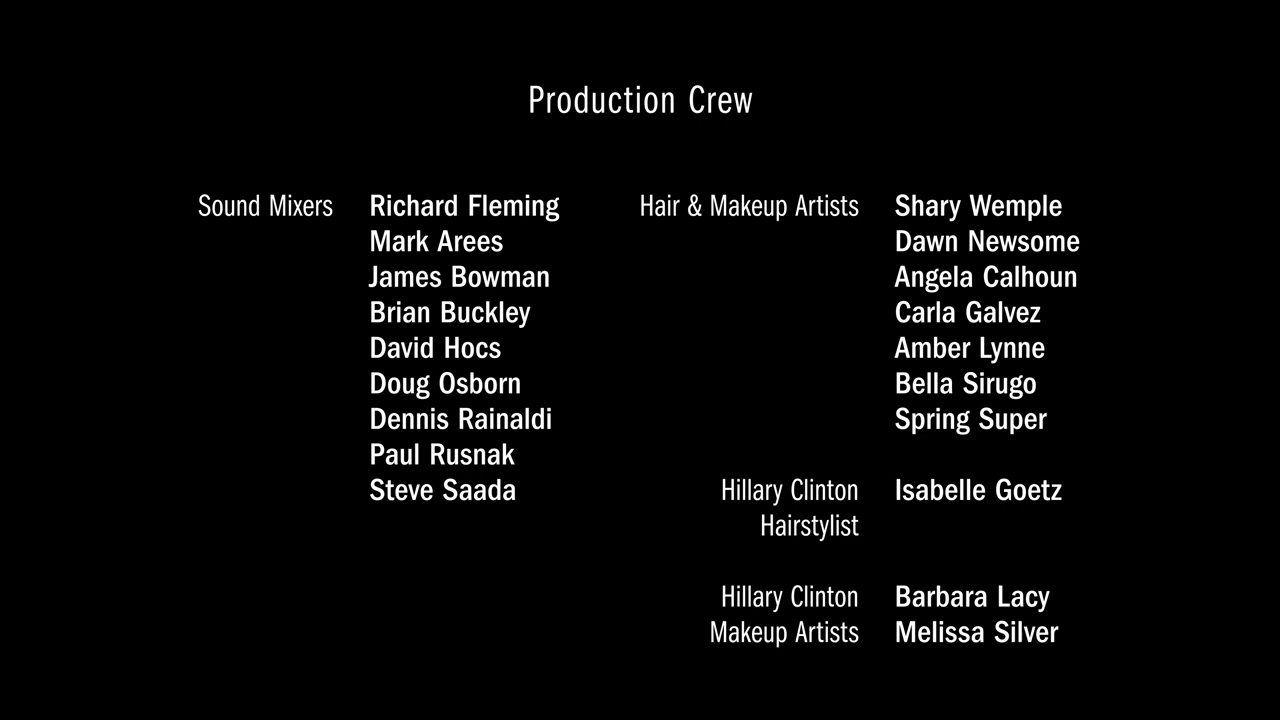 Production Crew
Sound Mixers Richard Fleming
Mark Arees
James Bowman
Brian Buckley
David Hocs
Doug Osborn
Dennis Rainaldi
Paul Rusnak
Steve Saada
Hair & Makeup Artists Shary Wemple
Dawn Newsome
Angela Calhoun
Carla Galvez
Amber Lynne
Bella Sirugo
Spring Super
Hillary Clinton Isabelle Goetz
Hairstylist
Hillary Clinton Barbara Lacy
Makeup Artists Melissa Silver